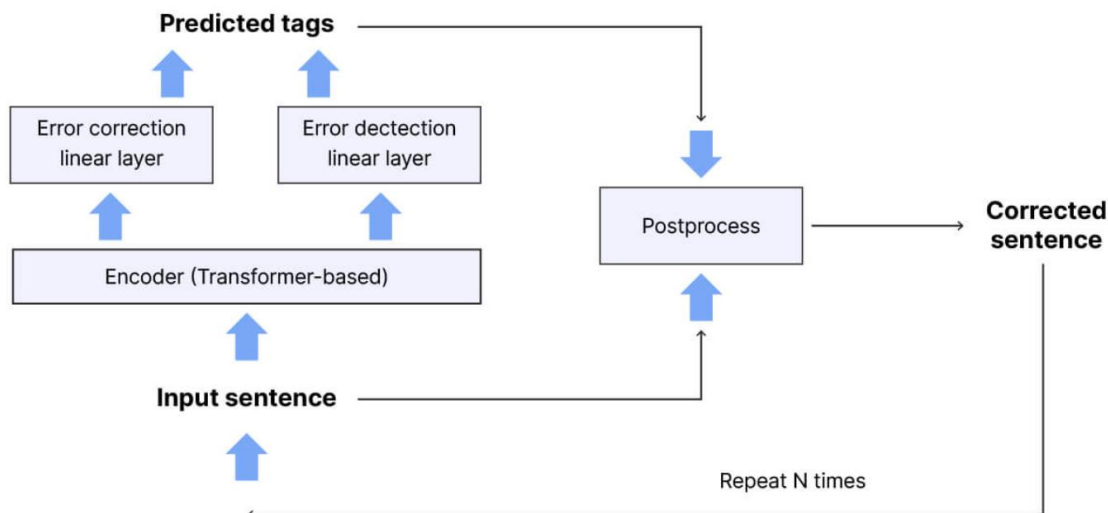 Predicted tags
Error correction
linear layer
Error dectection
linear layer
Encoder (Transformer-based)
Input sentence
Postprocess
Corrected
sentence
Repeat N times